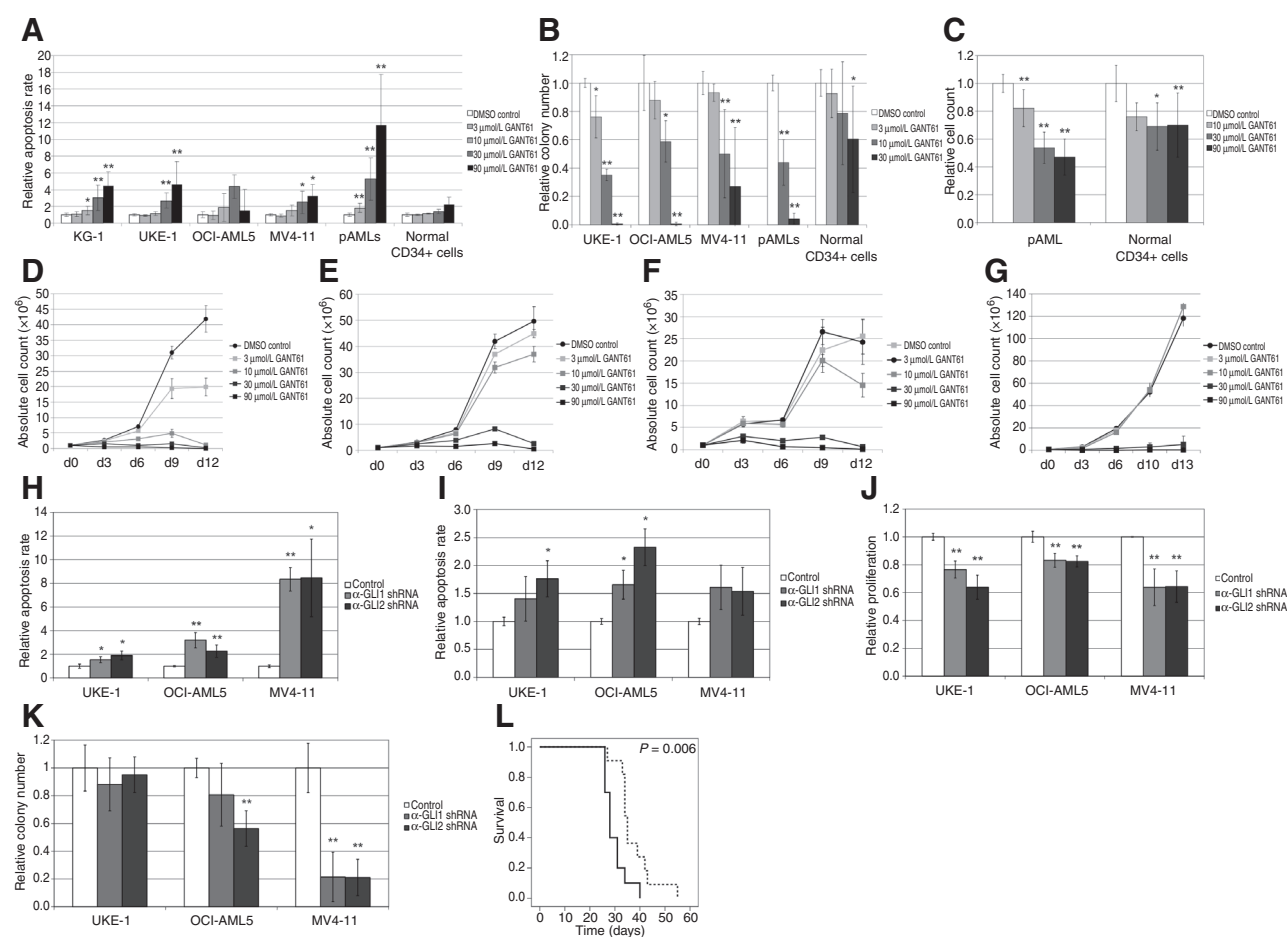 A
Relative apoptosis rate
20
18
16
14
12
10
8
6
4
2
0
* ** **
** **
* *
** ** **
KG-1 UKE-1 OCI-AML5 MV4-11 pAMLs Normal CD34+ cells
DMSO control
3 µmol/L GANT61
10 µmol/L GANT61
30 µmol/L GANT61
90 µmol/L GANT61
B
Relative colony number
1.2
1.0
0.8
0.6
0.4
0.2
0.0
* ** **
* **
** **
** **
*
UKE-1 OCI-AML5 MV4-11 pAMLs Normal CD34+ cells
DMSO control
3 µmol/L GANT61
10 µmol/L GANT61
30 µmol/L GANT61
C
Relative cell count
1.2
1.0
0.8
0.6
0.4
0.2
0.0
** ** **
* **
pAML Normal CD34+ cells
DMSO control
10 µmol/L GANT61
30 µmol/L GANT61
90 µmol/L GANT61
D
Absolute cell count (×10⁶)
50
45
40
35
30
25
20
15
10
5
0
d0 d3 d6 d9 d12
DMSO control
3 µmol/L GANT61
10 µmol/L GANT61
30 µmol/L GANT61
90 µmol/L GANT61
E
Absolute cell count (×10⁶)
60
50
40
30
20
10
0
d0 d3 d6 d9 d12
DMSO control
3 µmol/L GANT61
10 µmol/L GANT61
30 µmol/L GANT61
90 µmol/L GANT61
F
Absolute cell count (×10⁶)
35
30
25
20
15
10
5
0
d0 d3 d6 d9 d12
DMSO control
3 µmol/L GANT61
10 µmol/L GANT61
30 µmol/L GANT61
90 µmol/L GANT61
G
Absolute cell count (×10⁶)
140
120
100
80
60
40
20
0
d0 d3 d6 d10 d13
DMSO control
3 µmol/L GANT61
10 µmol/L GANT61
30 µmol/L GANT61
90 µmol/L GANT61
H
Relative apoptosis rate
14
12
10
8
6
4
2
0
* *
** **
** *
UKE-1 OCI-AML5 MV4-11
Control
α-GLI1 shRNA
α-GLI2 shRNA
I
Relative apoptosis rate
3.0
2.5
2.0
1.5
1.0
0.5
0.0
*
* *
UKE-1 OCI-AML5 MV4-11
Control
α-GLI1 shRNA
α-GLI2 shRNA
J
Relative proliferation
1.2
1.0
0.8
0.6
0.4
0.2
0.0
** **
** **
** **
UKE-1 OCI-AML5 MV4-11
Control
α-GLI1 shRNA
α-GLI2 shRNA
K
Relative colony number
1.2
1
0.8
0.6
0.4
0.2
0.0
**
** **
UKE-1 OCI-AML5 MV4-11
Control
α-GLI1 shRNA
α-GLI2 shRNA
L
P = 0.006
Survival
1.0
0.8
0.6
0.4
0.2
0.0
0 10 20 30 40 50 60
Time (days)